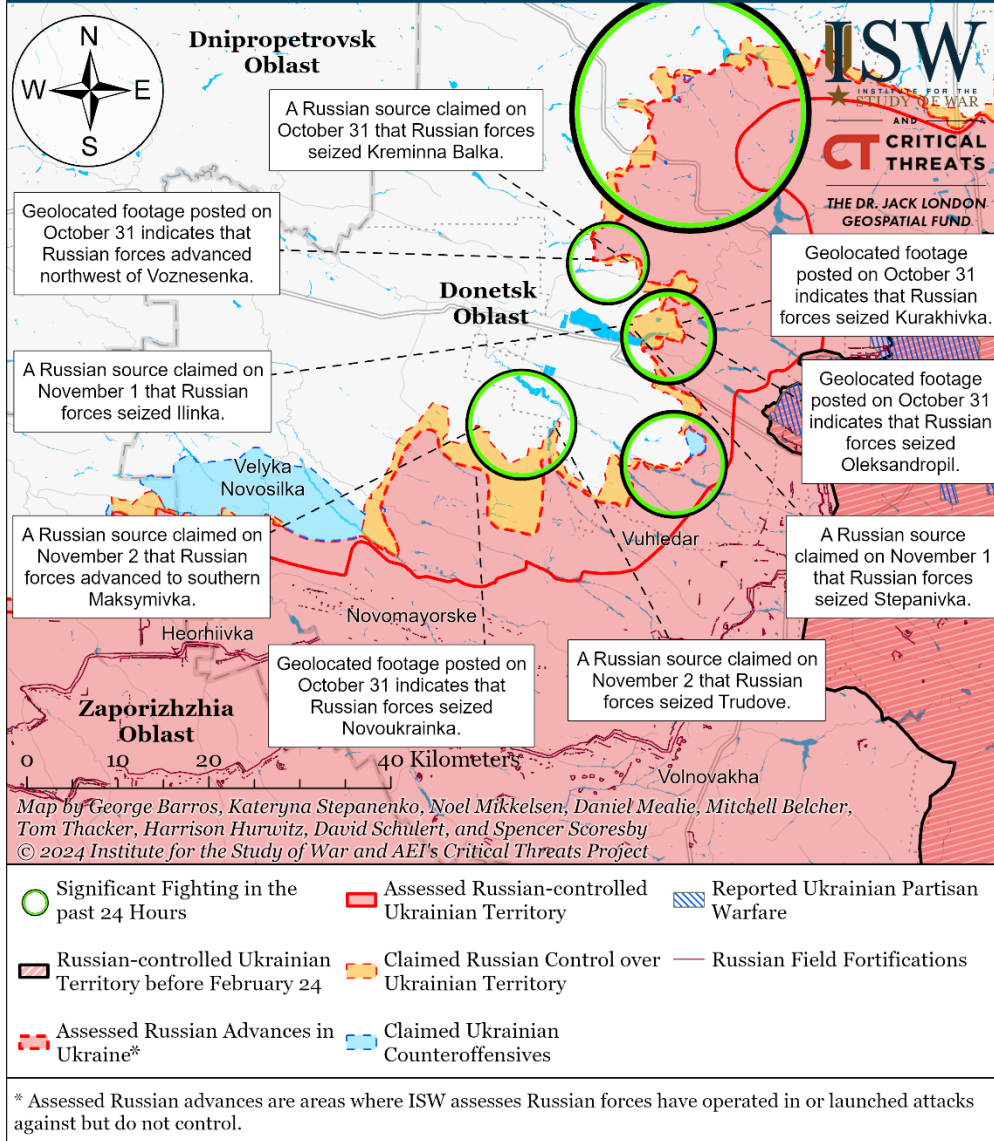 N
W
E
S
Dnipropetrovsk
Oblast
ISW
INSTITUTE FOR THE
STUDY OF WAR
AND
CT CRITICAL
THREATS
THE DR. JACK LONDON
GEOSPATIAL FUND
A Russian source claimed on
October 31 that Russian forces
seized Kreminna Balka.
Geolocated footage posted on
October 31 indicates that
Russian forces advanced
northwest of Voznesenka.
Donetsk
Oblast
Geolocated footage
posted on October 31
indicates that Russian
forces seized Kurakhivka.
A Russian source claimed on
November 1 that Russian
forces seized Ilinka.
Geolocated footage
posted on October 31
indicates that Russian
forces seized
Oleksandropil.
Velyka
Novosilka
A Russian source claimed on
November 2 that Russian
forces advanced to southern
Maksymivka.
Vuhledar
A Russian source
claimed on November 1
that Russian forces
seized Stepanivka.
Novomayorske
Heorhiivka
Geolocated footage posted on
October 31 indicates that
Russian forces seized
Novoukrainka.
A Russian source claimed on
November 2 that Russian
forces seized Trudove.
Zaporizhzhia
Oblast
0 20 40 Kilometers
Volnovakha
Map by George Barros, Kateryna Stepanenko, Noel Mikkelsen, Daniel Mealie, Mitchell Belcher,
Tom Thacker, Harrison Hurwitz, David Schulert, and Spencer Scoresby
© 2024 Institute for the Study of War and AEI's Critical Threats Project
Significant Fighting in the
past 24 Hours
Assessed Russian-controlled
Ukrainian Territory
Reported Ukrainian Partisan
Warfare
Russian-controlled Ukrainian
Territory before February 24
Claimed Russian Control over
Ukrainian Territory
Russian Field Fortifications
Assessed Russian Advances in
Ukraine*
Claimed Ukrainian
Counteroffensives
* Assessed Russian advances are areas where ISW assesses Russian forces have operated in or launched attacks
against but do not control.